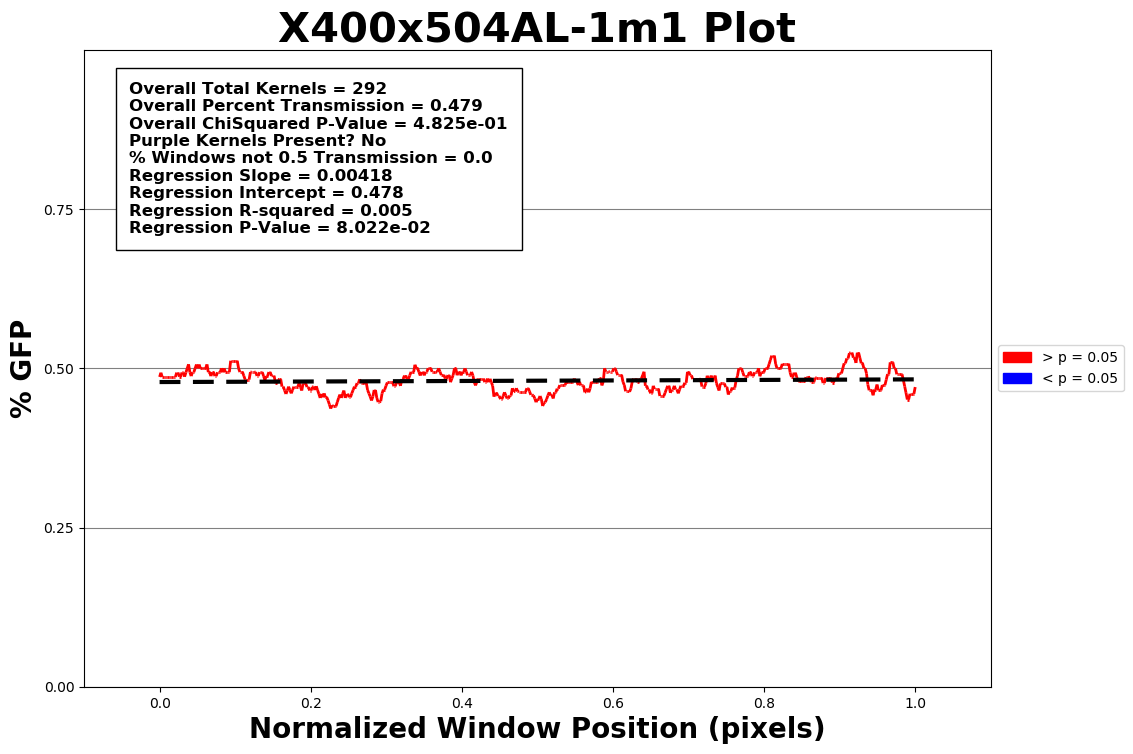 X400x504AL-1m1 Plot
Overall Total Kernels = 292
Overall Percent Transmission = 0.479
Overall ChiSquared P-Value = 4.825e-01
Purple Kernels Present? No
% Windows not 0.5 Transmission = 0.0
Regression Slope = 0.00418
Regression Intercept = 0.478
Regression R-squared = 0.005
Regression P-Value = 8.022e-02
% GFP
0.75
0.50
0.25
0.00
> p = 0.05
< p = 0.05
0.0 0.2 0.4 0.6 0.8 1.0
Normalized Window Position (pixels)